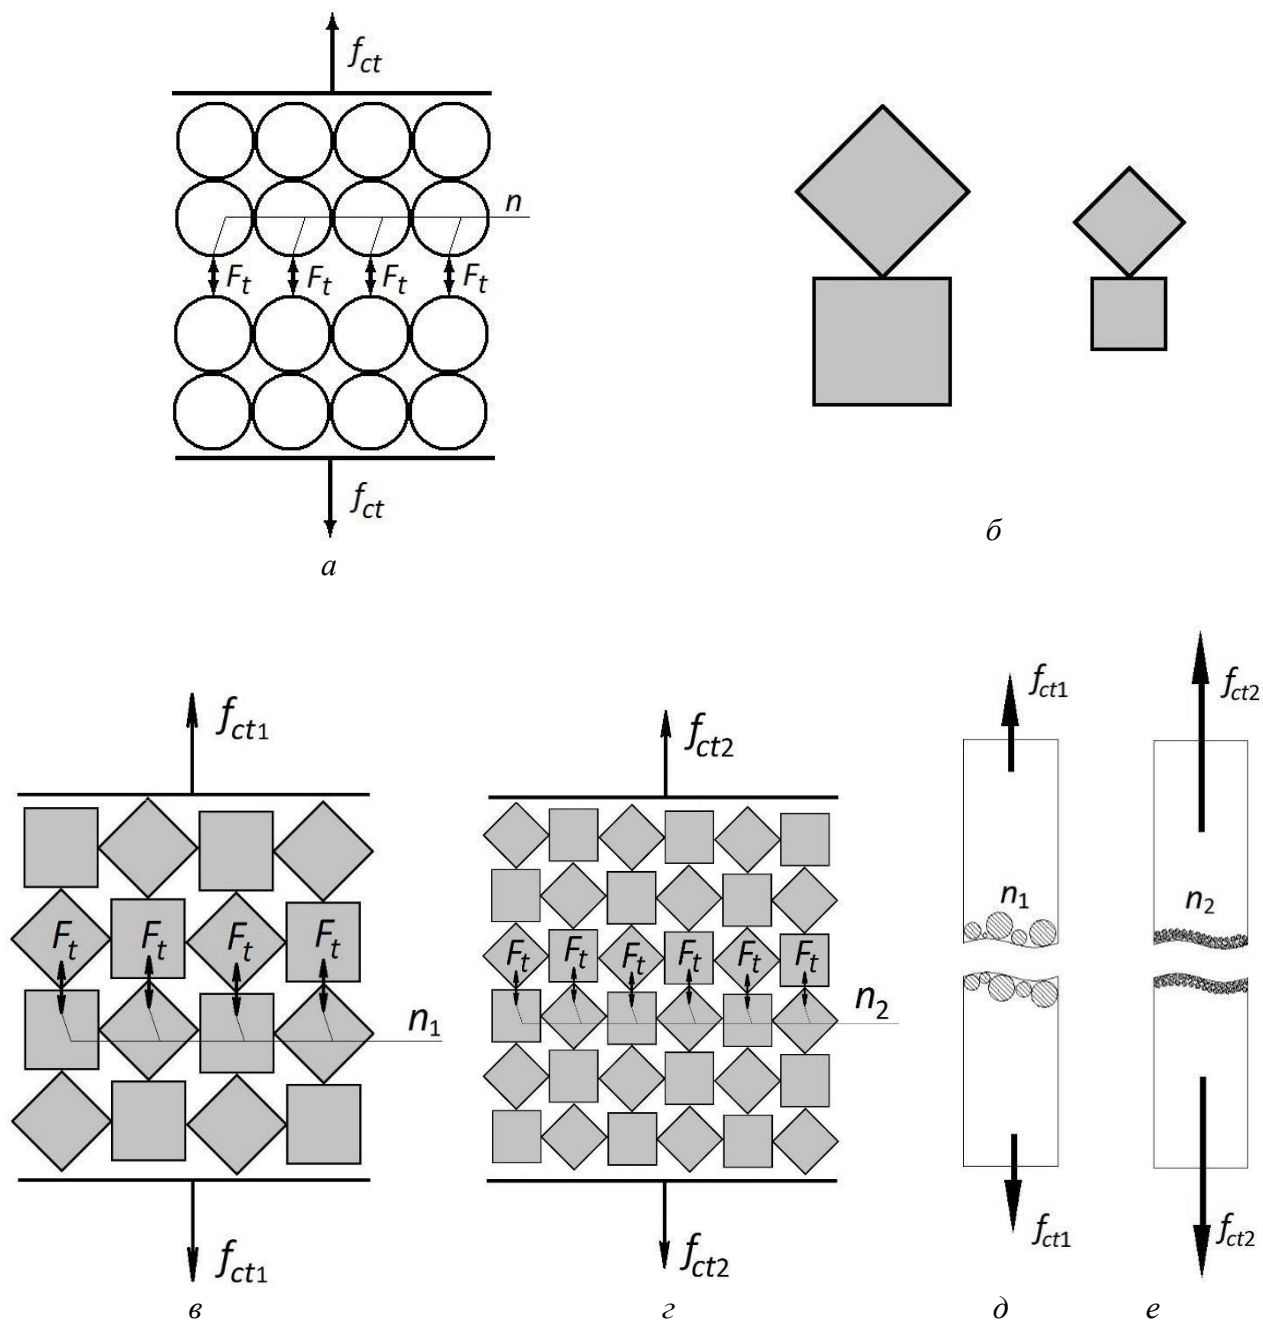 f_ct
n
F_t F_t F_t F_t
f_ct
а
б
f_ct1
F_t F_t F_t F_t
n_1
f_ct1
в
f_ct2
F_t F_t F_t F_t F_t F_t
n_2
f_ct2
г
f_ct1
n_1
f_ct1
д
f_ct2
n_2
f_ct2
е